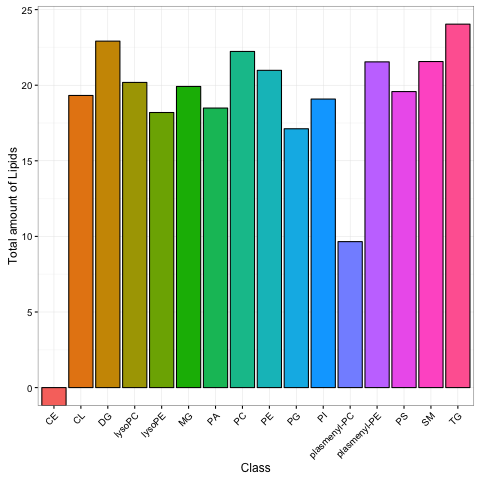 Total amount of Lipids
25
20
15
10
5
0
CE
CL
DG
lysoPC
lysoPE
MG
PA
PC
PE
PG
PI
plasmenyl-PC
plasmenyl-PE
PS
SM
TG
Class